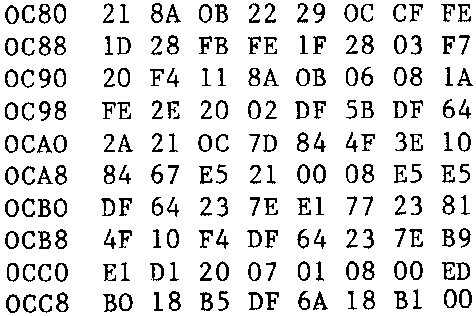 0C80 21 8A 0B 22 29 0C CF FE
0C88 1D 28 FB FE 1F 28 03 F7
0C90 20 F4 11 8A 0B 06 08 1A
0C98 FE 2E 20 02 DF 5B DF 64
0CA0 2A 21 0C 7D 84 4F 3E 10
0CA8 84 67 E5 21 00 08 E5 E5
0CB0 DF 64 23 7E E1 77 23 81
0CB8 4F 10 F4 DF 64 23 7E B9
0CC0 E1 D1 20 07 01 08 00 ED
0CC8 B0 18 B5 DF 6A 18 B1 00